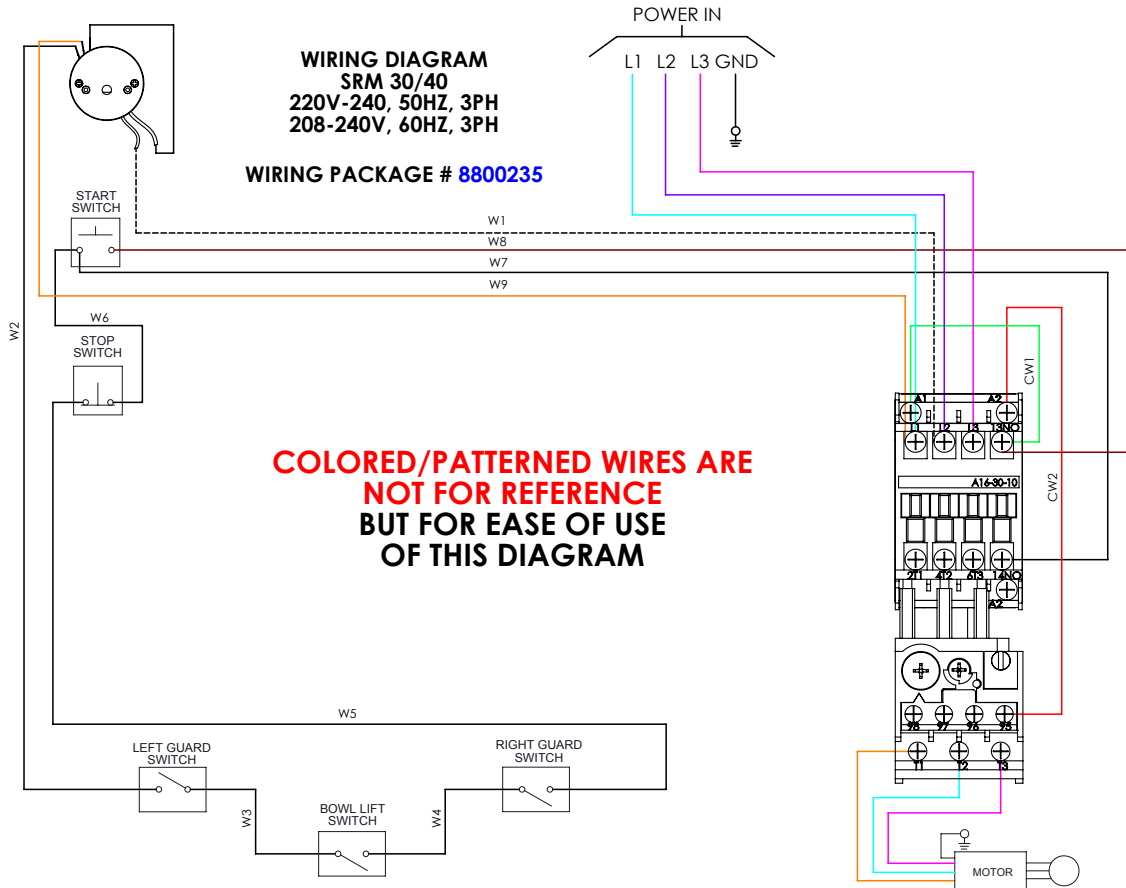 POWER IN
L1 L2 L3 GND
WIRING DIAGRAM
SRM 30/40
220V-240, 50HZ, 3PH
208-240V, 60HZ, 3PH
WIRING PACKAGE # 8800235
START
SWITCH
W1
W8
W7
W9
W6
W2
STOP
SWITCH
CW1
A1 A2
L1 L2 L3 13NO
A16-30-10
CW2
COLORED/PATTERNED WIRES ARE
NOT FOR REFERENCE
BUT FOR EASE OF USE
OF THIS DIAGRAM
2T1 4T2 6T3 14NO
A2
98 97 96 95
T1 T2 T3
W5
LEFT GUARD
SWITCH
RIGHT GUARD
SWITCH
W3
BOWL LIFT
SWITCH
W4
MOTOR